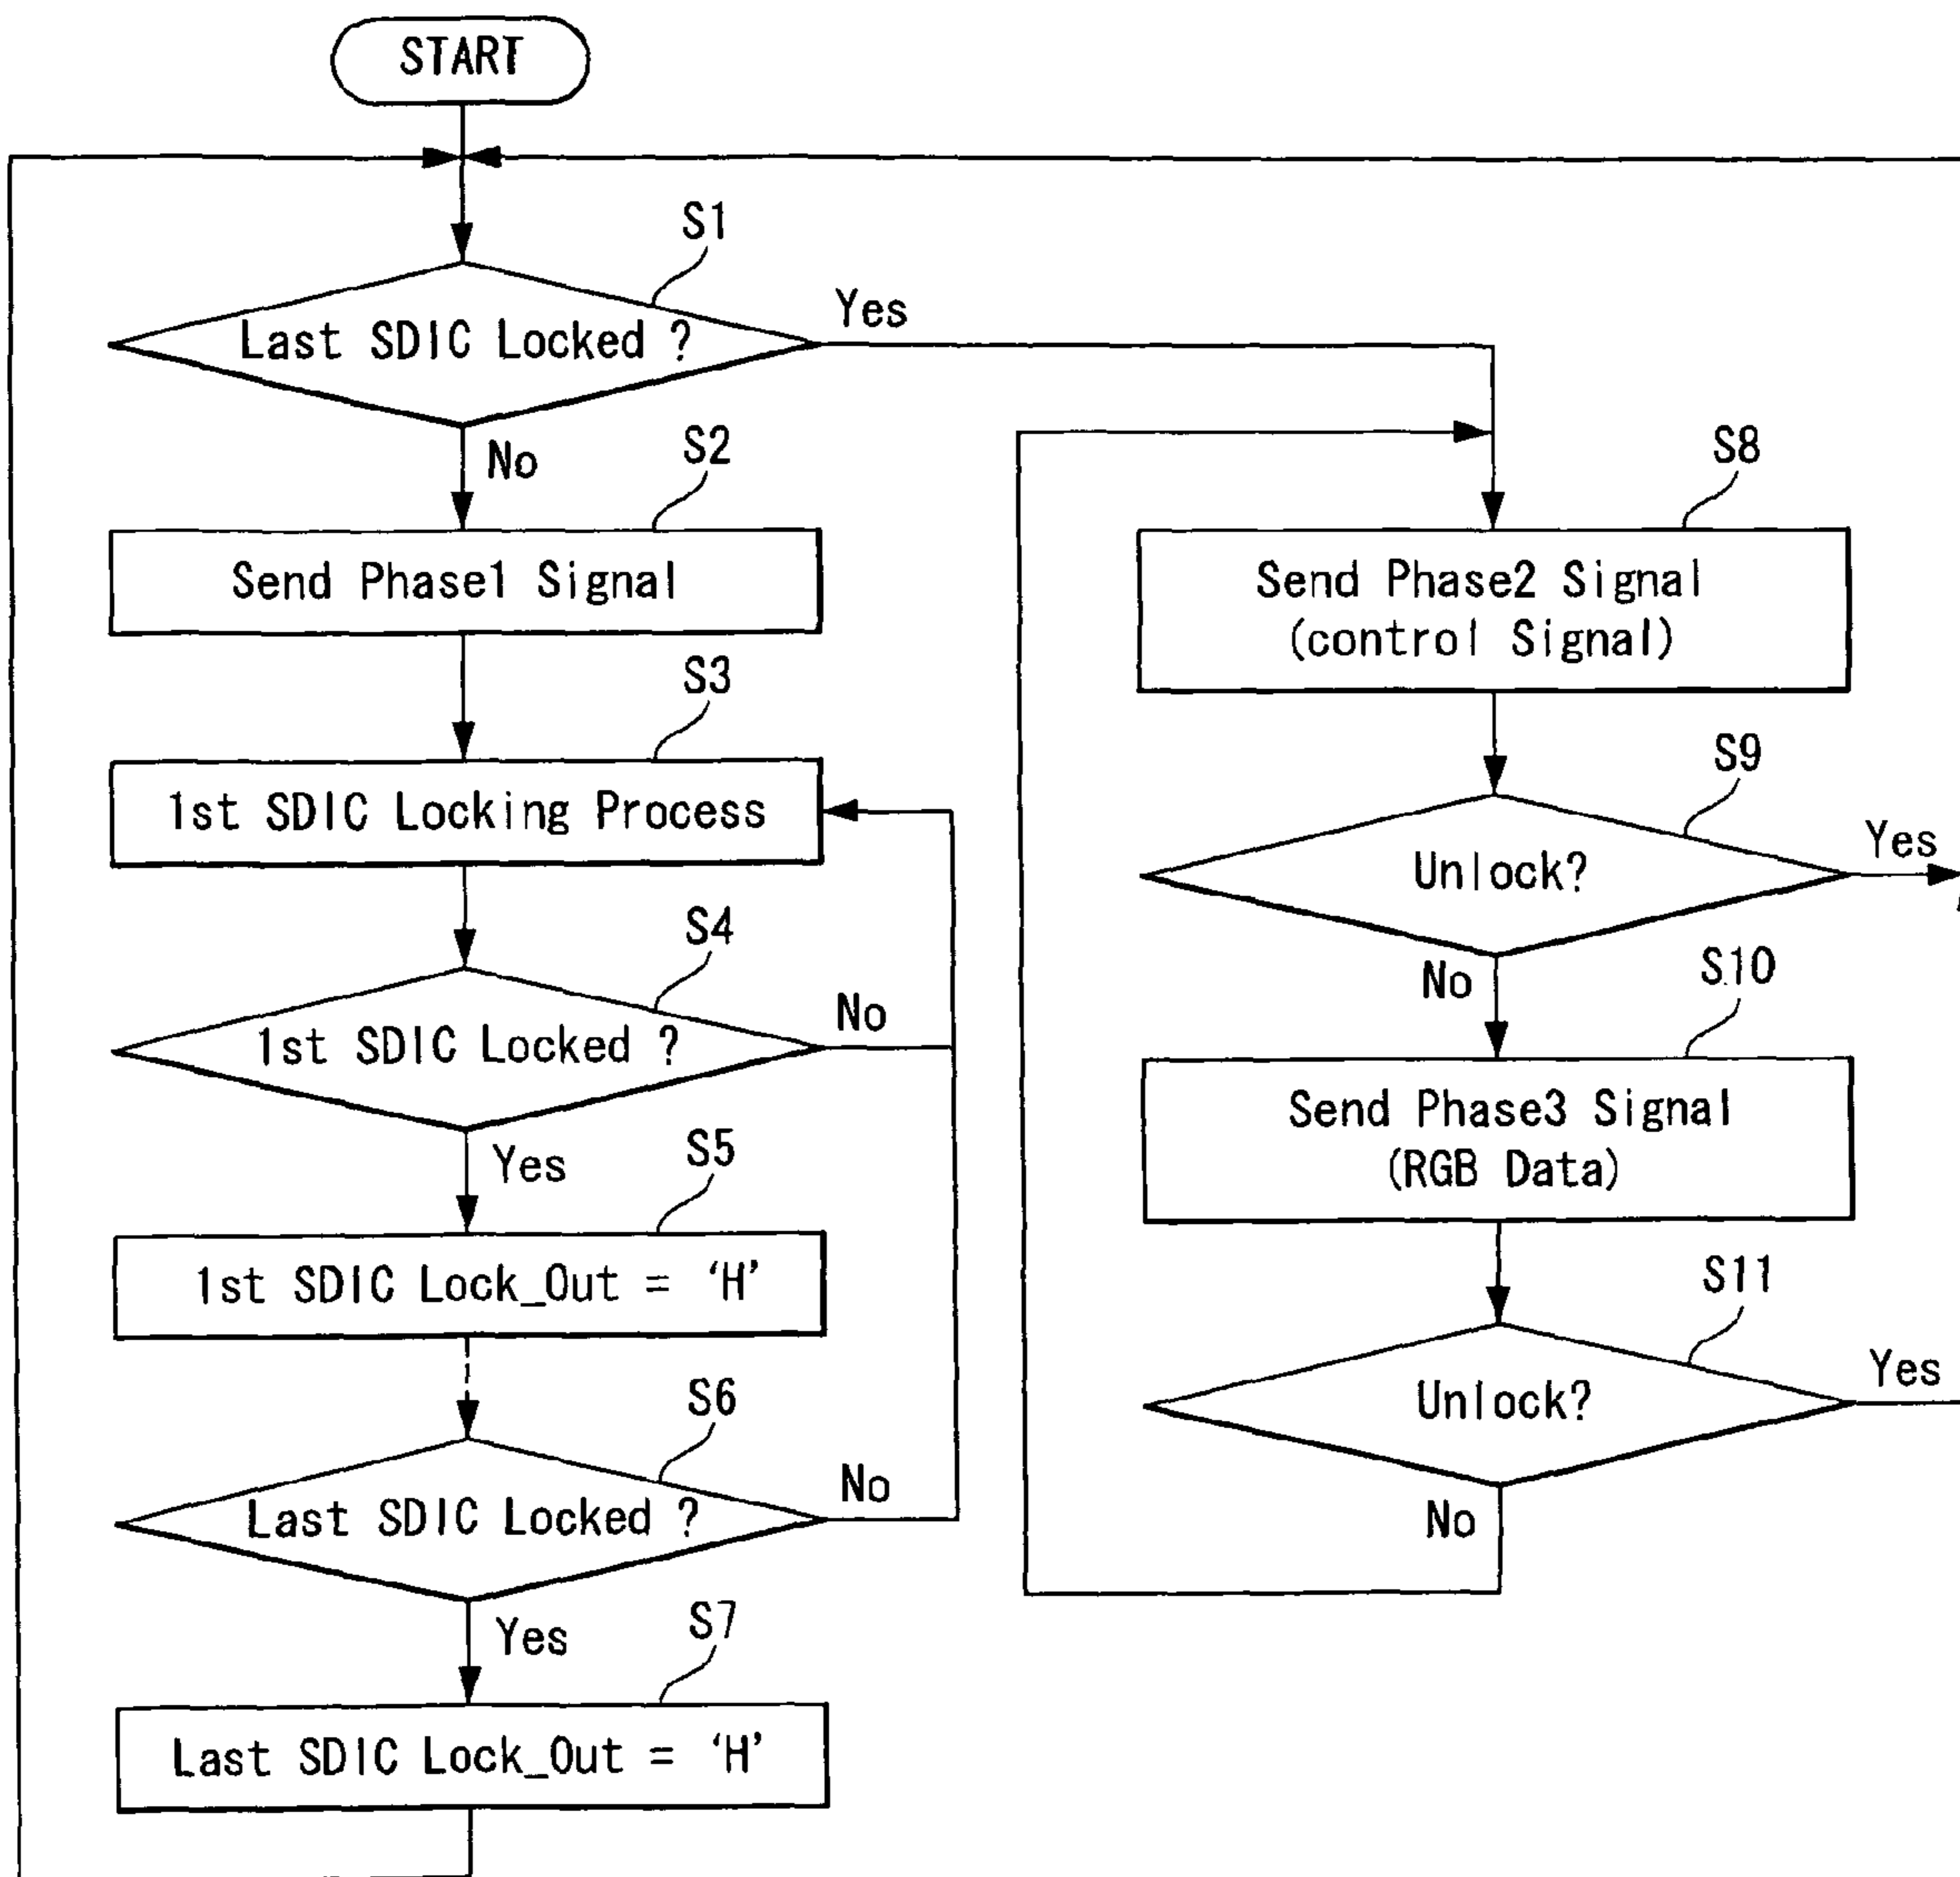 START
S1
Last SDIC Locked ?
Yes
No
S2
Send Phase1 Signal
S3
1st SDIC Locking Process
S4
1st SDIC Locked ?
No
Yes
S5
1st SDIC Lock_Out = ‘H’
S6
Last SDIC Locked ?
No
Yes
S7
Last SDIC Lock_Out = ‘H’
S8
Send Phase2 Signal
(control Signal)
S9
Unlock?
Yes
No
S10
Send Phase3 Signal
(RGB Data)
S11
Unlock?
Yes
No